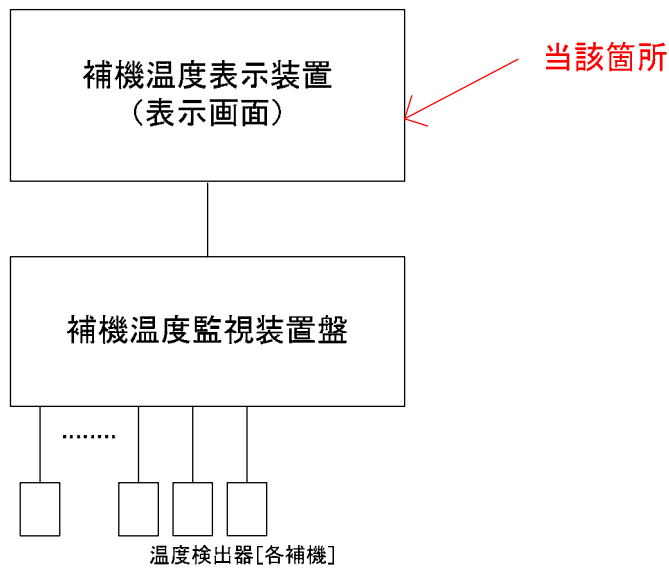 補機温度表示装置
(表示画面)
当該箇所
補機温度監視装置盤
........
温度検出器[各補機]